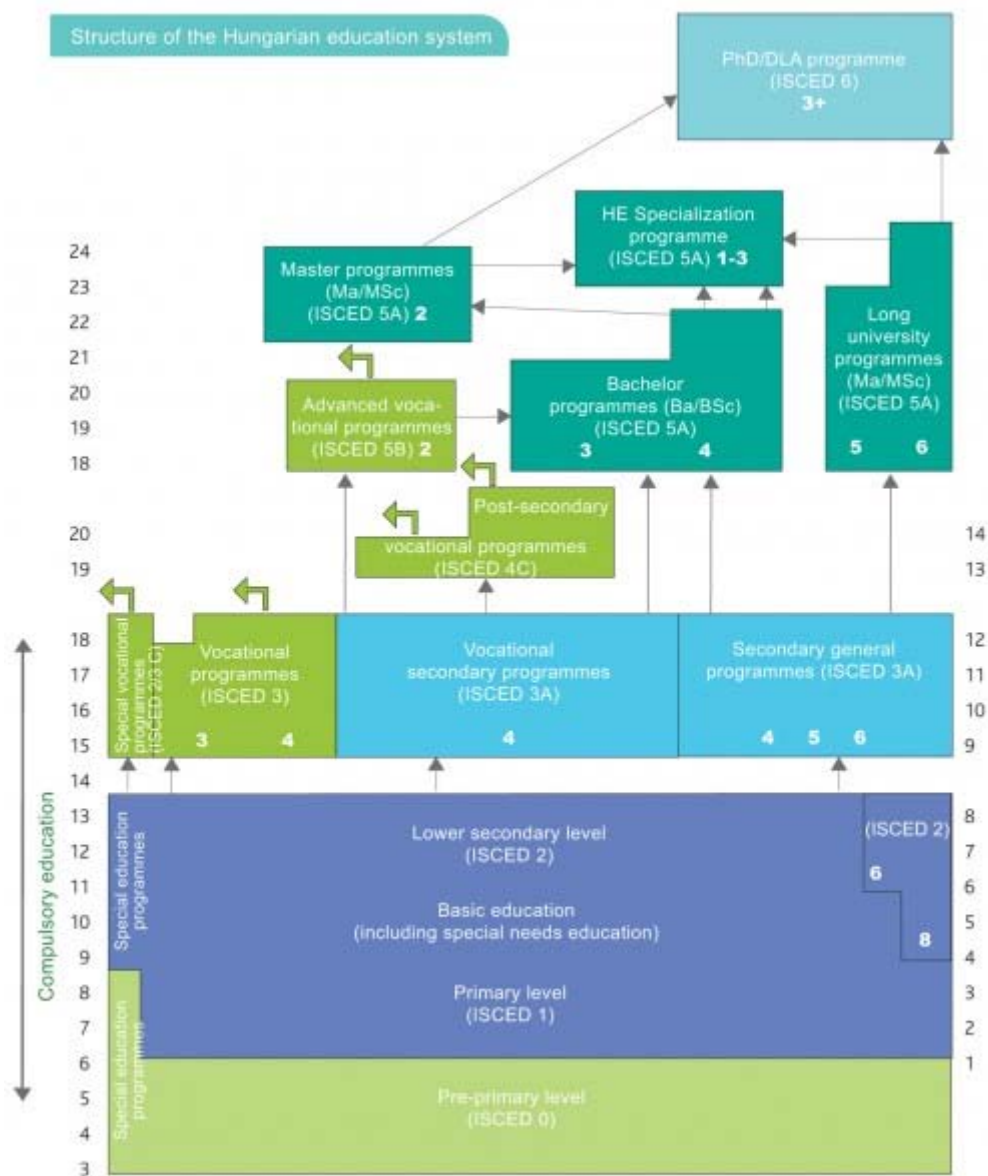 Structure of the Hungarian education system
PhD/DLA programme
(ISCED 6)
3+
HE Specialization
programme
(ISCED 5A) 1-3
Master programmes
(Ma/MSc)
(ISCED 5A) 2
Long
university
programmes
(Ma/MSc)
(ISCED 5A)
5 6
Bachelor
programmes (Ba/BSc)
(ISCED 5A)
3 4
Advanced voca-
tional programmes
(ISCED 5B) 2
Post-secondary
vocational programmes
(ISCED 4C)
24
23
22
21
20
19
18
20
19
14
13
Special vocational
programmes
(ISCED 2/3 C)
Vocational
programmes
(ISCED 3)
3 4
Vocational
secondary programmes
(ISCED 3A)
4
Secondary general
programmes (ISCED 3A)
4 5 6
18
17
16
15
14
12
11
10
9
Compulsory education
Special education
programmes
Lower secondary level
(ISCED 2)
(ISCED 2)
6
8
Basic education
(including special needs education)
Primary level
(ISCED 1)
Special education
programmes
Pre-primary level
(ISCED 0)
13
12
11
10
9
8
7
6
5
4
3
8
7
6
5
4
3
2
1